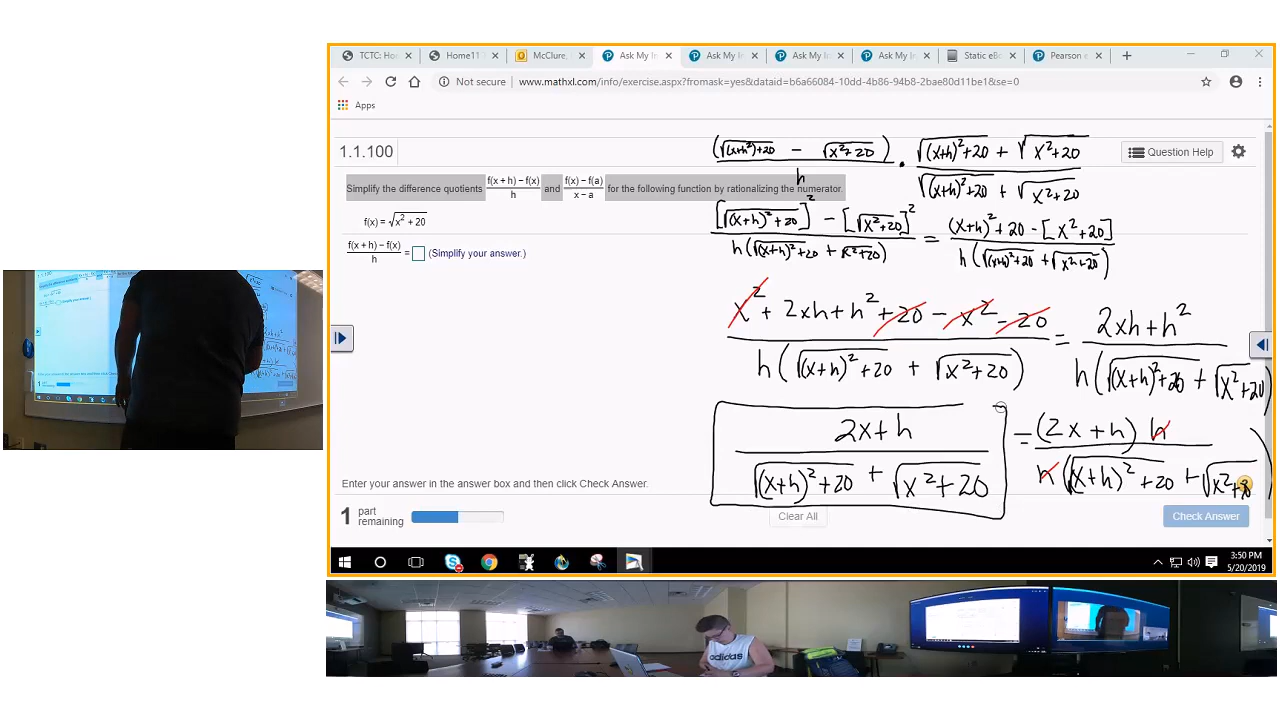 TCTC: Ho
Home11
McClure,
Ask My In
Ask My In
Ask My In
Ask My In
Static eBo
Pearson e
Not secure
www.mathxl.com/info/exercise.aspx?fromask=yes&dataid=b6a66084-10dd-4b86-94b8-2bae80d11be1&se=0
Apps
1.1.100
Question Help
Simplify the difference quotients f(x+h) − f(x) / h and f(x) − f(a) / x − a for the following function by rationalizing the numerator.
f(x) = √x² + 20
f(x+h) − f(x) / h = (Simplify your answer.)
(√(x+h)²+20 − √x²+20) / h · √(x+h)²+20 + √x²+20 / √(x+h)²+20 + √x²+20
[√(x+h)²+20]² − [√x²+20]² / h(√(x+h)²+20 + √x²+20) = (x+h)²+20 − [x²+20] / h(√(x+h)²+20 + √x²+20)
x² + 2xh + h² + 20 − x² − 20 / h(√(x+h)²+20 + √x²+20) = 2xh + h² / h(√(x+h)²+20 + √x²+20)
2x+h / √(x+h)²+20 + √x²+20 = (2x+h) h / h(√(x+h)²+20 + √x²+20)
Enter your answer in the answer box and then click Check Answer.
1 part remaining
Clear All
Check Answer
3:50 PM
5/20/2019
adidas